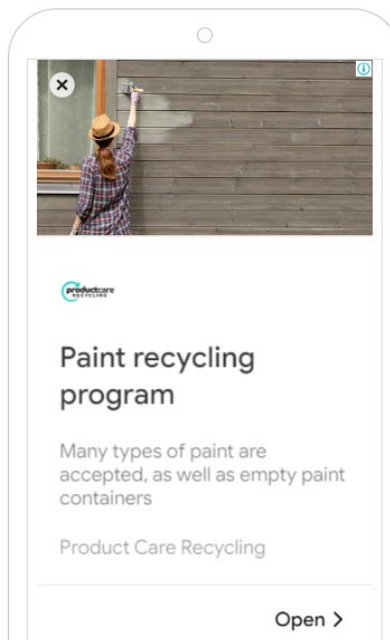 productcare
RECYCLING
Paint recycling
program
Many types of paint are
accepted, as well as empty paint
containers
Product Care Recycling
Open >